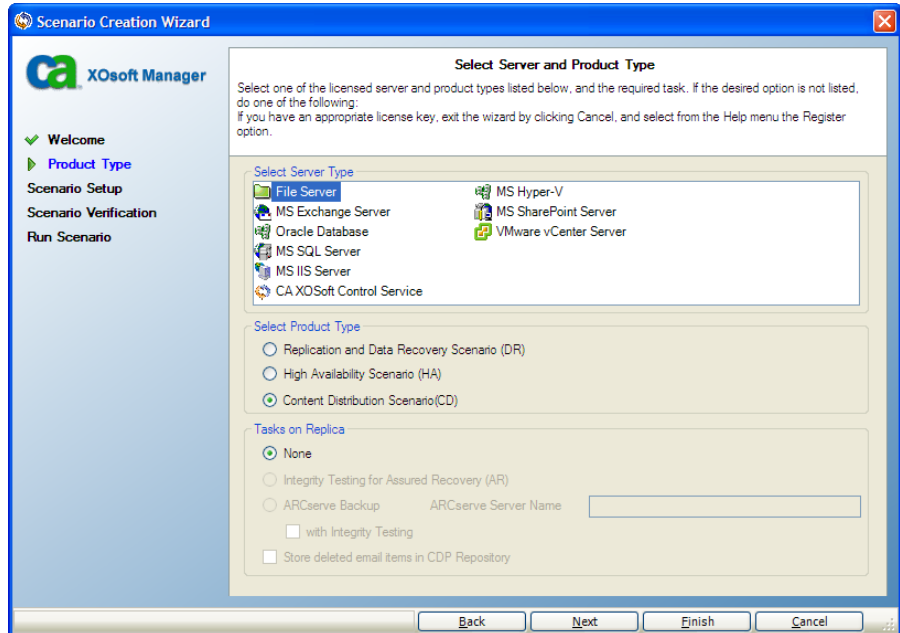 Scenario Creation Wizard
ca
XOsoft Manager
Welcome
Product Type
Scenario Setup
Scenario Verification
Run Scenario
Select Server and Product Type
Select one of the licensed server and product types listed below, and the required task. If the desired option is not listed,
do one of the following:
If you have an appropriate license key, exit the wizard by clicking Cancel, and select from the Help menu the Register
option.
Select Server Type
File Server
MS Exchange Server
Oracle Database
MS SQL Server
MS IIS Server
CA XOSoft Control Service
MS Hyper-V
MS SharePoint Server
VMware vCenter Server
Select Product Type
Replication and Data Recovery Scenario (DR)
High Availability Scenario (HA)
Content Distribution Scenario(CD)
Tasks on Replica
None
Integrity Testing for Assured Recovery (AR)
ARCserve Backup ARCserve Server Name
with Integrity Testing
Store deleted email items in CDP Repository
Back Next Finish Cancel